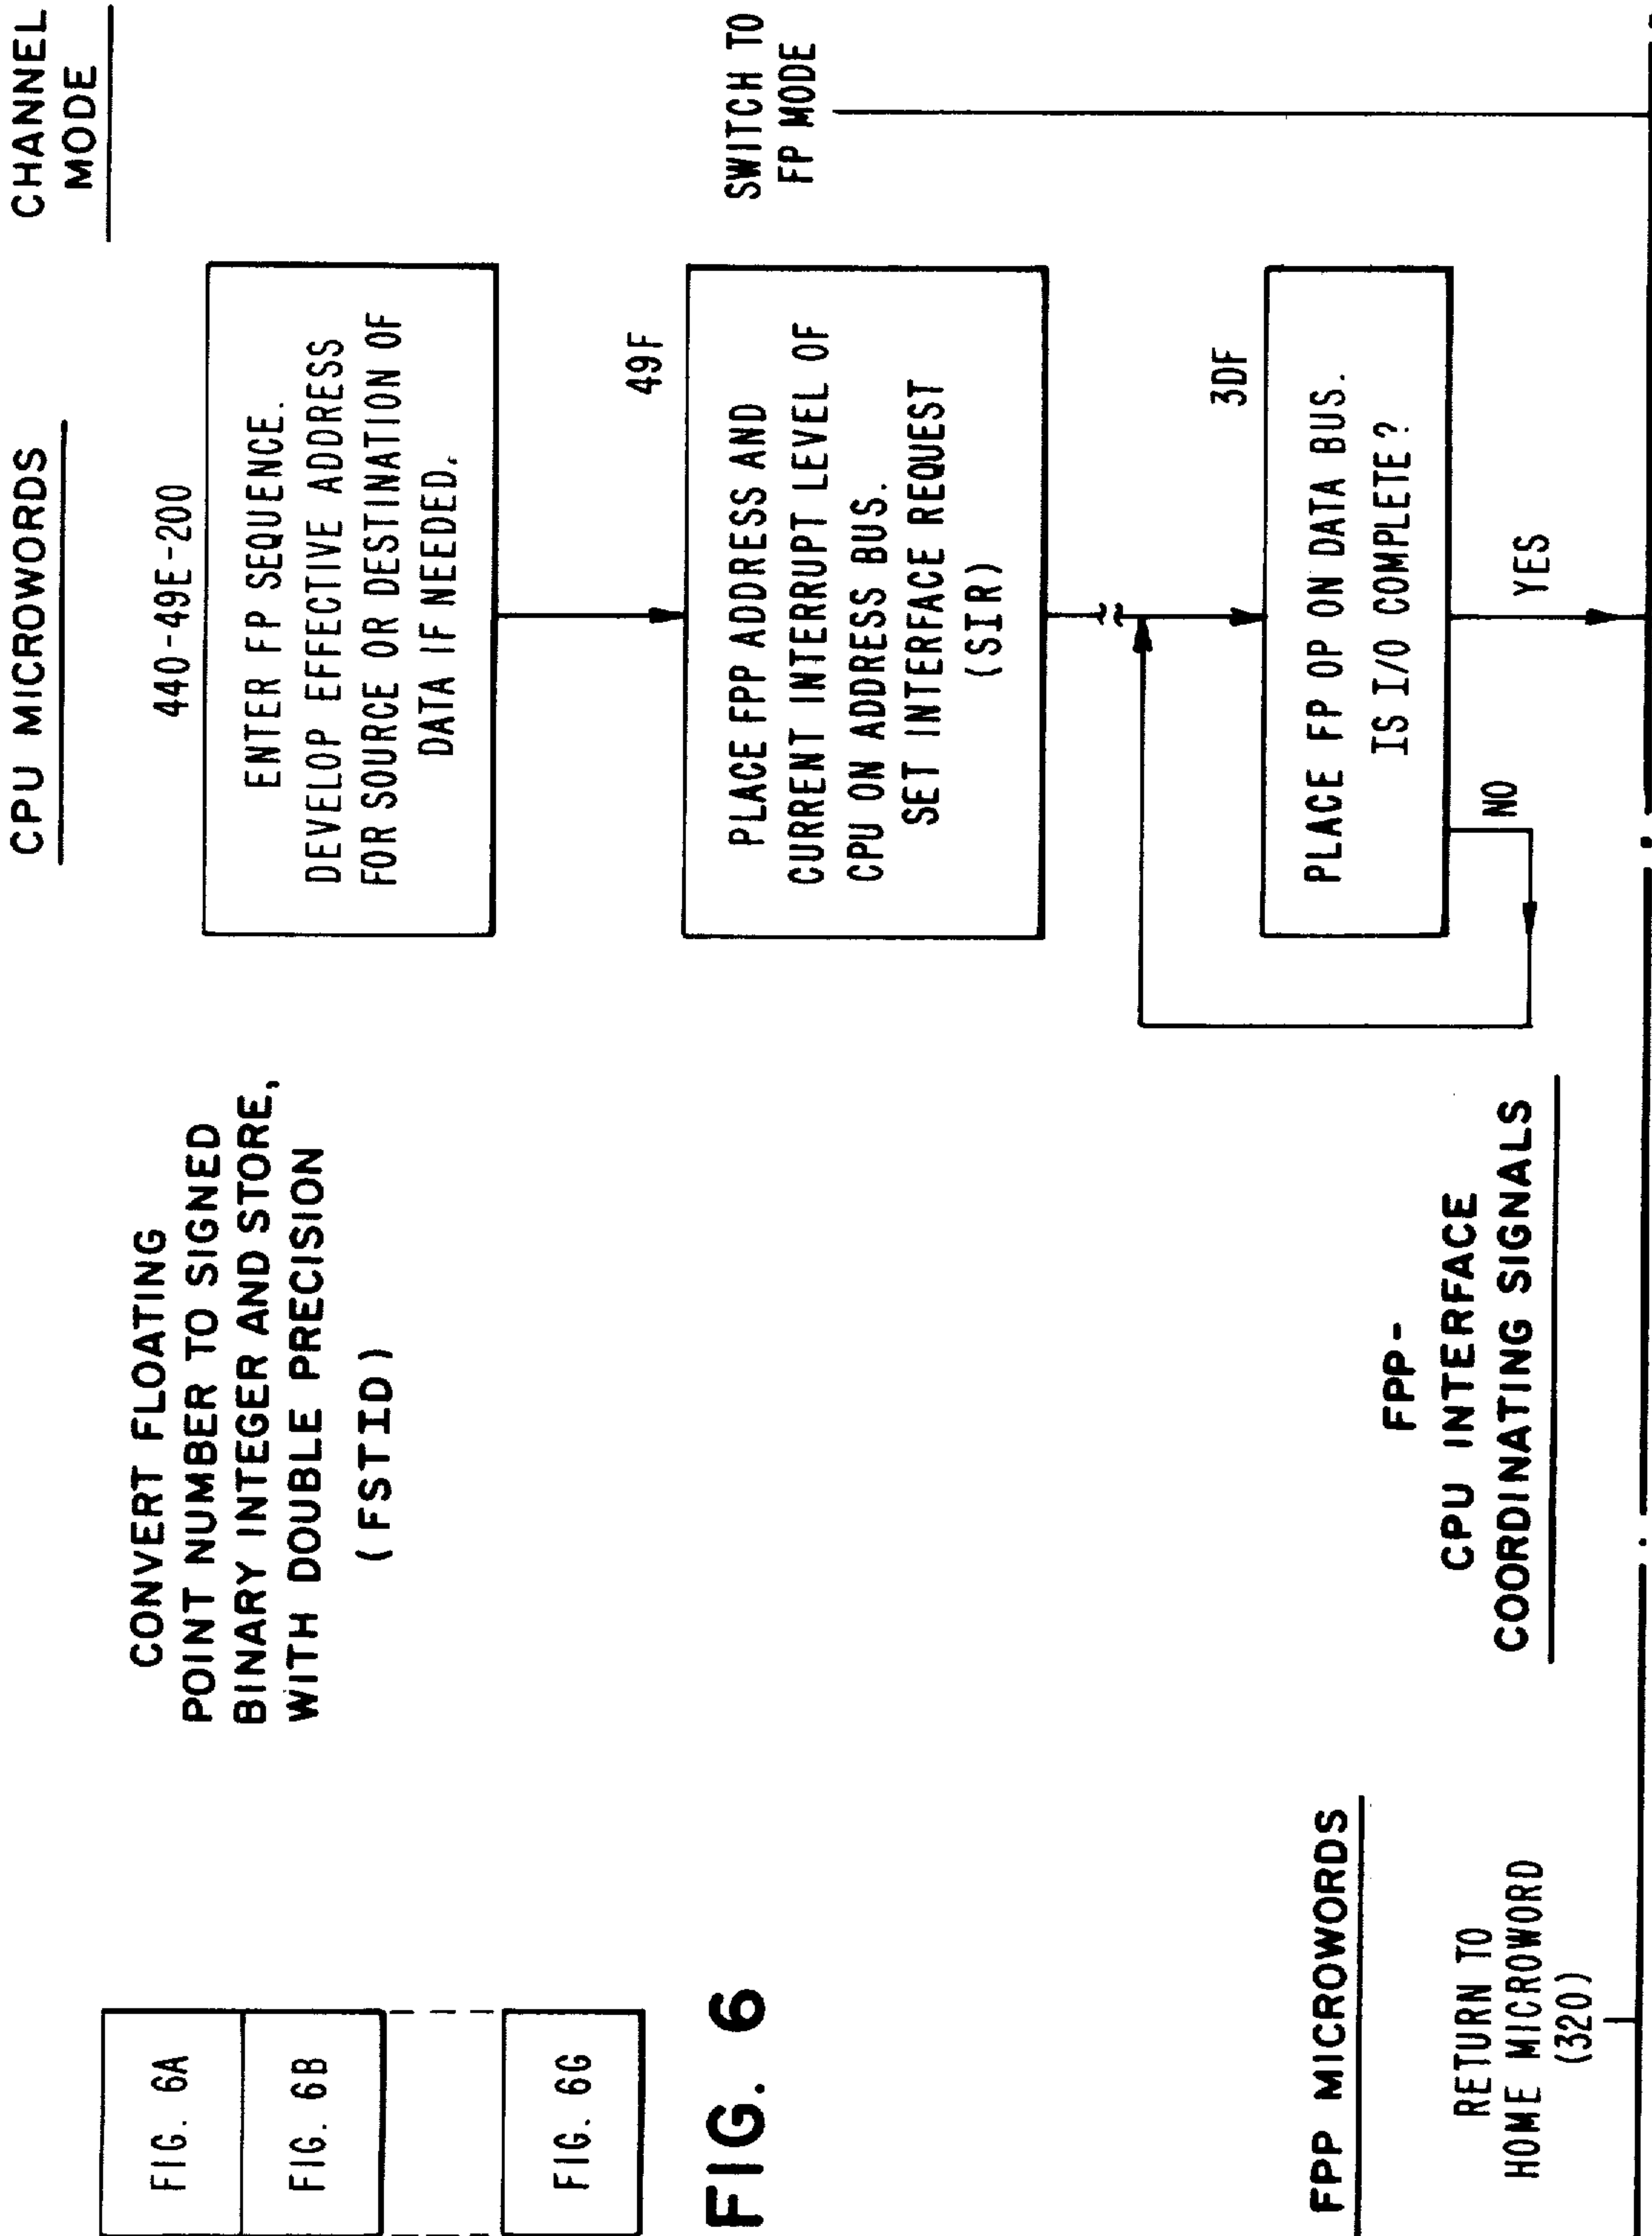 FIG. 6A
FIG. 6B
FIG. 6G
FIG. 6
CONVERT FLOATING
POINT NUMBER TO SIGNED
BINARY INTEGER AND STORE,
WITH DOUBLE PRECISION
(FSTID)
CPU MICROWORDS
440-49E-200
ENTER FP SEQUENCE.
DEVELOP EFFECTIVE ADDRESS
FOR SOURCE OR DESTINATION OF
DATA IF NEEDED.
49F
PLACE FPP ADDRESS AND
CURRENT INTERRUPT LEVEL OF
CPU ON ADDRESS BUS.
SET INTERFACE REQUEST
(SIR)
3DF
PLACE FP OP ON DATA BUS.
IS I/O COMPLETE?
NO
YES
CHANNEL
MODE
SWITCH TO
FP MODE
FPP MICROWORDS
RETURN TO
HOME MICROWORD
(320)
FPP-
CPU INTERFACE
COORDINATING SIGNALS